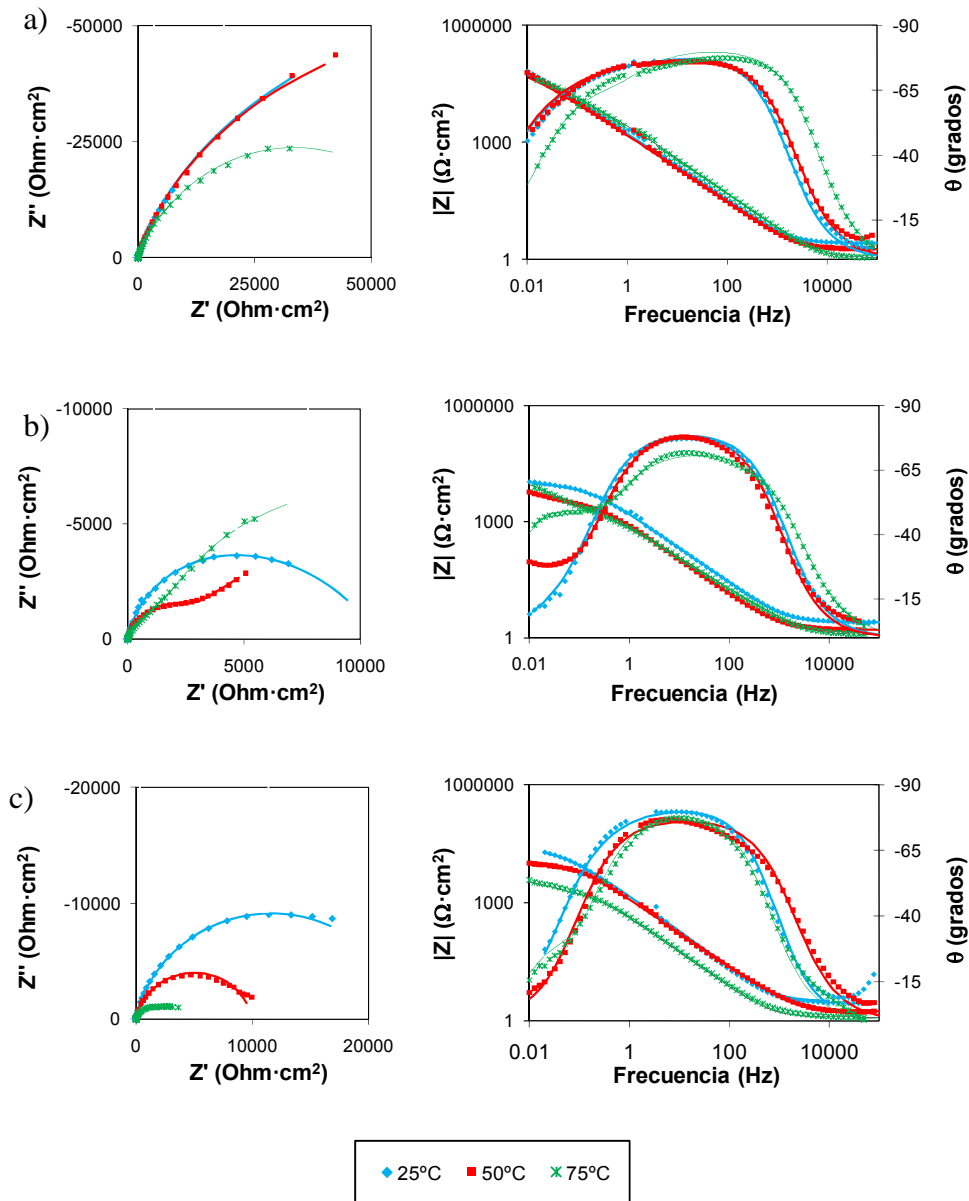 a)
-50000
-25000
0
0
25000
50000
Z'' (Ohm·cm²)
Z' (Ohm·cm²)
1000000
1000
1
0.01
1
100
10000
-90
-65
-40
-15
|Z| (Ω·cm²)
θ (grados)
Frecuencia (Hz)
b)
-10000
-5000
0
0
5000
10000
Z'' (Ohm·cm²)
Z' (Ohm·cm²)
1000000
1000
1
0.01
1
100
10000
-90
-65
-40
-15
|Z| (Ω·cm²)
θ (grados)
Frecuencia (Hz)
c)
-20000
-10000
0
0
10000
20000
Z'' (Ohm·cm²)
Z' (Ohm·cm²)
1000000
1000
1
0.01
1
100
10000
-90
-65
-40
-15
|Z| (Ω·cm²)
θ (grados)
Frecuencia (Hz)
25ºC 50ºC 75ºC